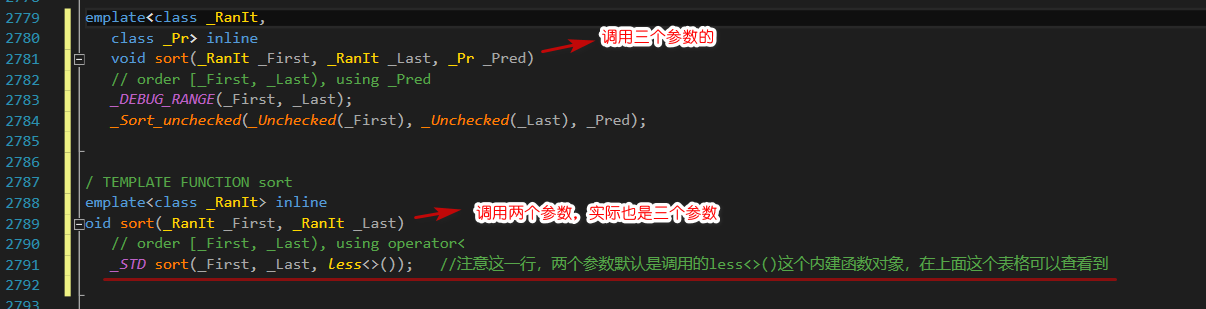 2779 emplate<class _RanIt,
2780 class _Pr> inline
调用三个参数的
2781 void sort(_RanIt _First, _RanIt _Last, _Pr _Pred)
2782 // order [_First, _Last), using _Pred
2783 _DEBUG_RANGE(_First, _Last);
2784 _Sort_unchecked(_Unchecked(_First), _Unchecked(_Last), _Pred);
2785
2786
2787 / TEMPLATE FUNCTION sort
2788 emplate<class _RanIt> inline
调用两个参数，实际也是三个参数
2789 oid sort(_RanIt _First, _RanIt _Last)
2790 // order [_First, _Last), using operator<
2791 _STD sort(_First, _Last, less<>()); //注意这一行，两个参数默认是调用的less<>()这个内建函数对象，在上面这个表格可以查看到
2792
2793